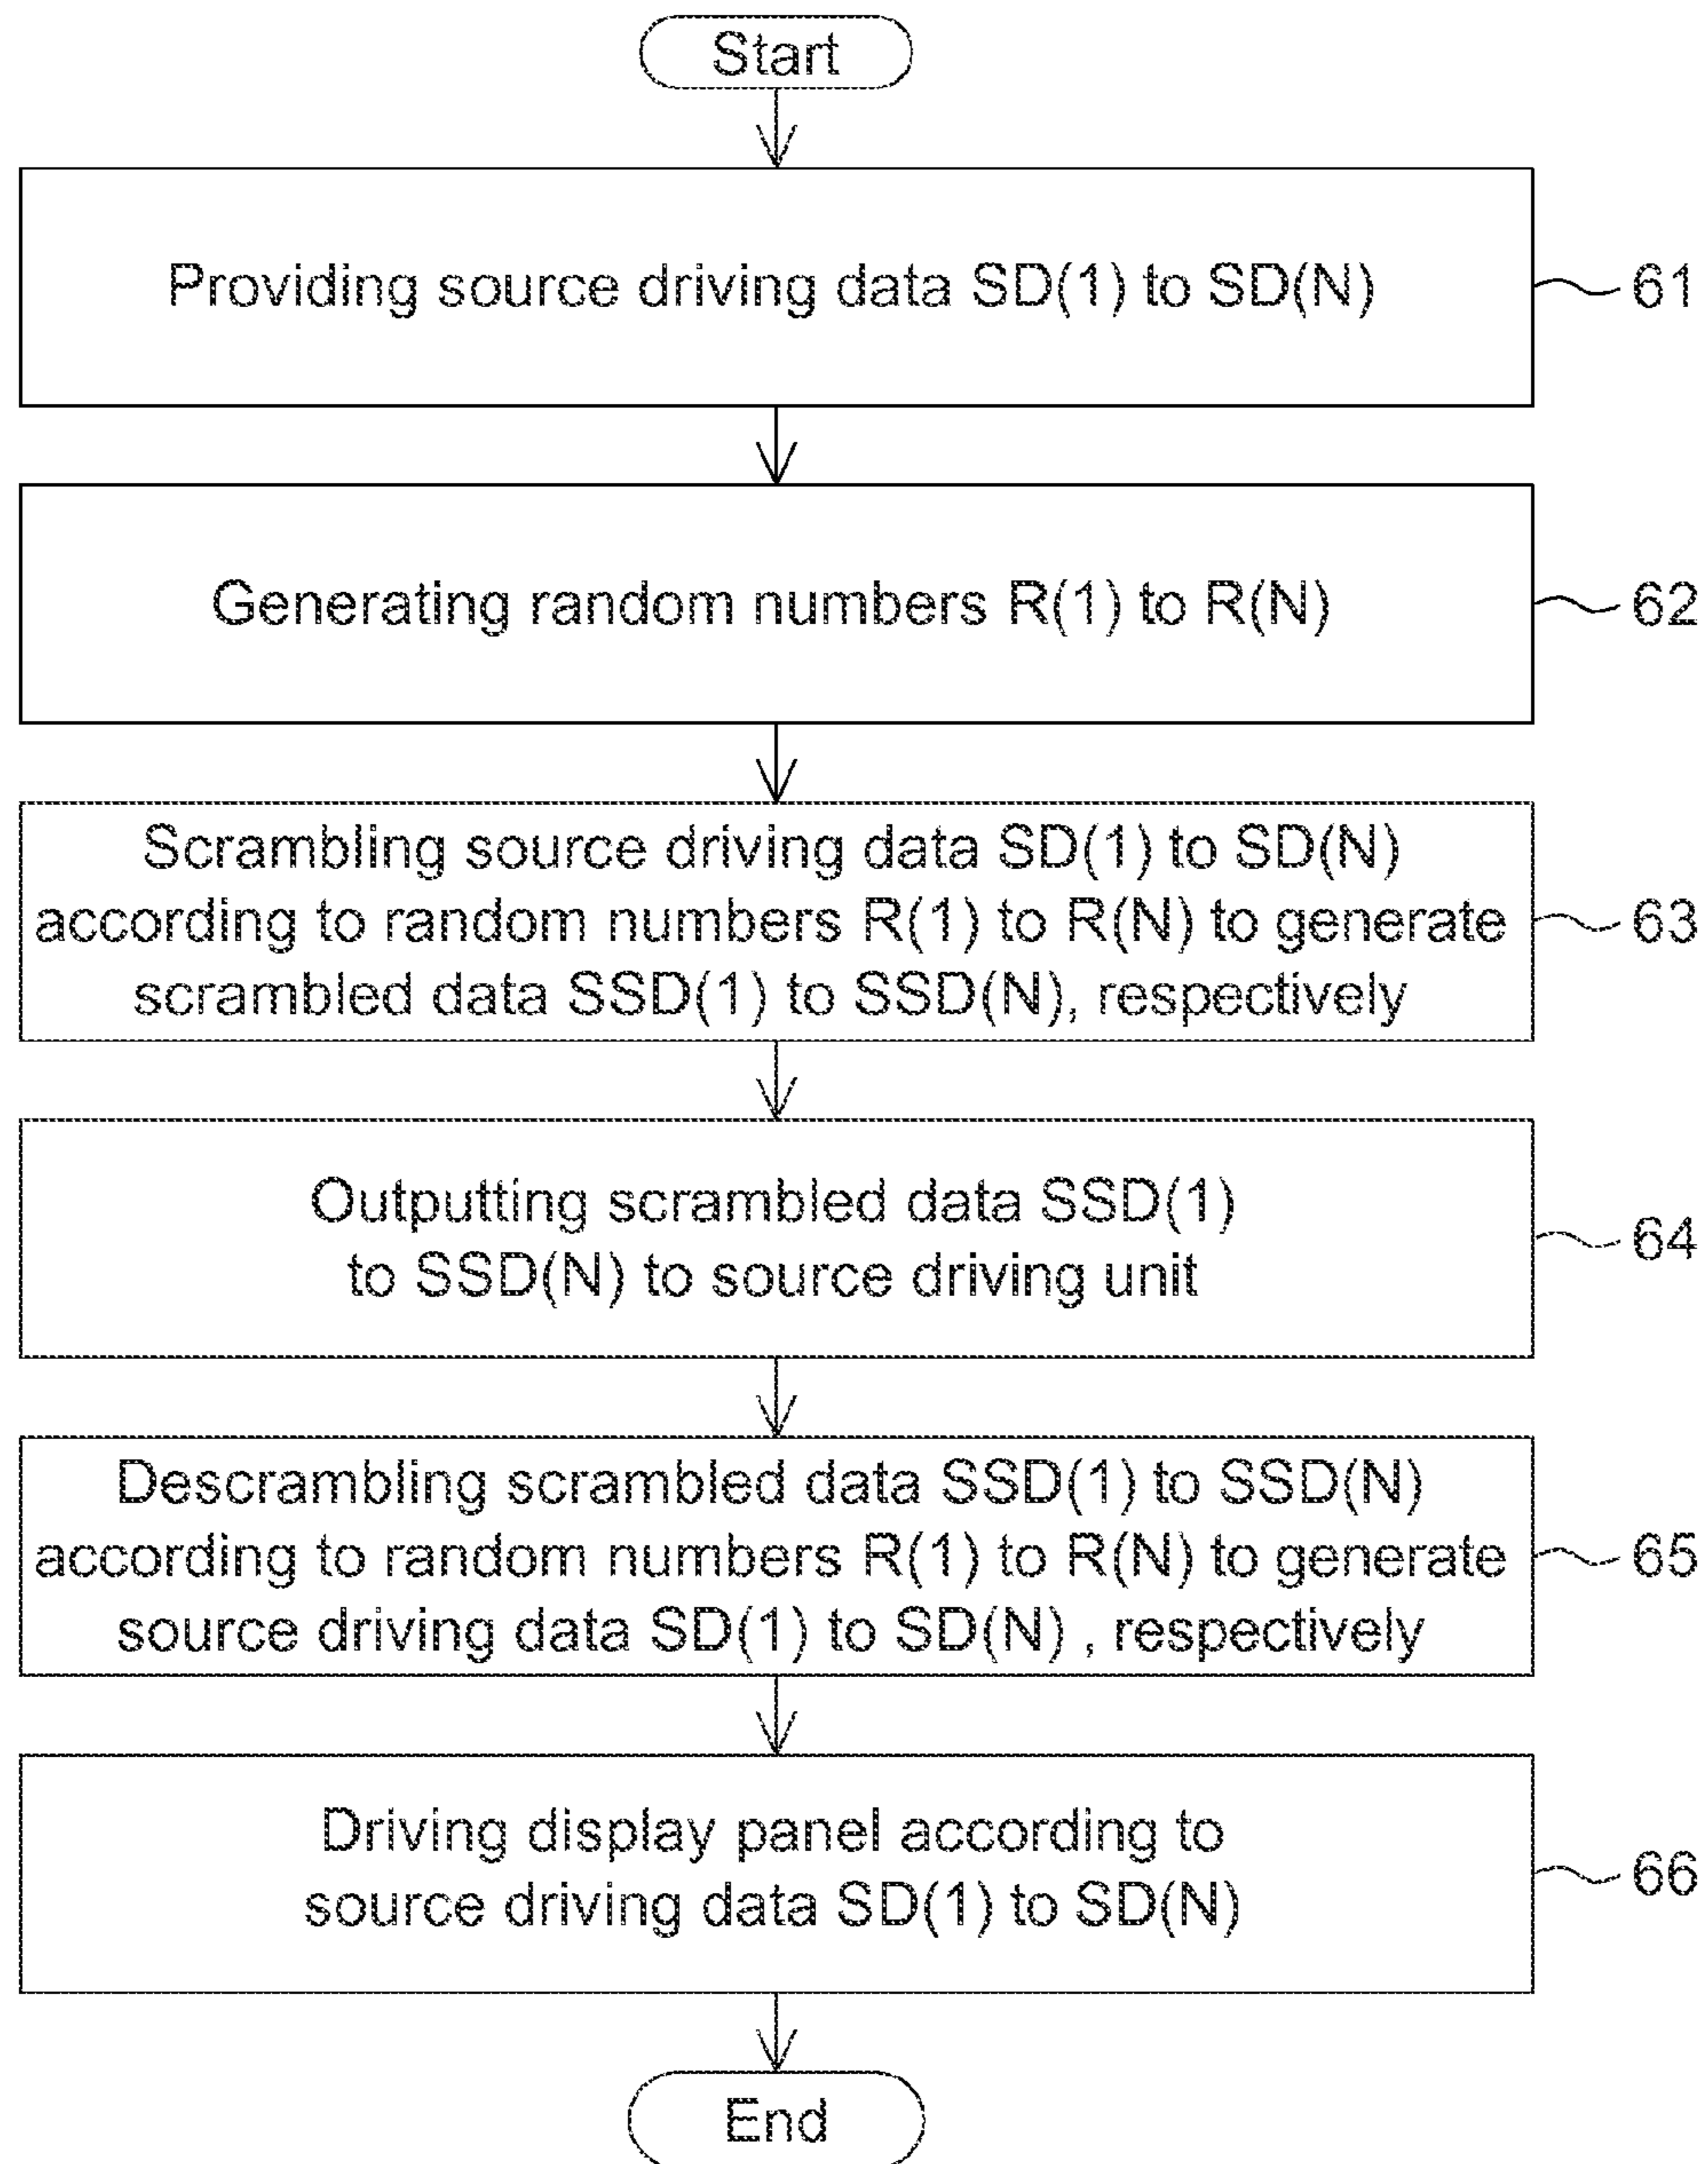 Start
Providing source driving data SD(1) to SD(N)
61
Generating random numbers R(1) to R(N)
62
Scrambling source driving data SD(1) to SD(N)
according to random numbers R(1) to R(N) to generate
scrambled data SSD(1) to SSD(N), respectively
63
Outputting scrambled data SSD(1)
to SSD(N) to source driving unit
64
Descrambling scrambled data SSD(1) to SSD(N)
according to random numbers R(1) to R(N) to generate
source driving data SD(1) to SD(N) , respectively
65
Driving display panel according to
source driving data SD(1) to SD(N)
66
End